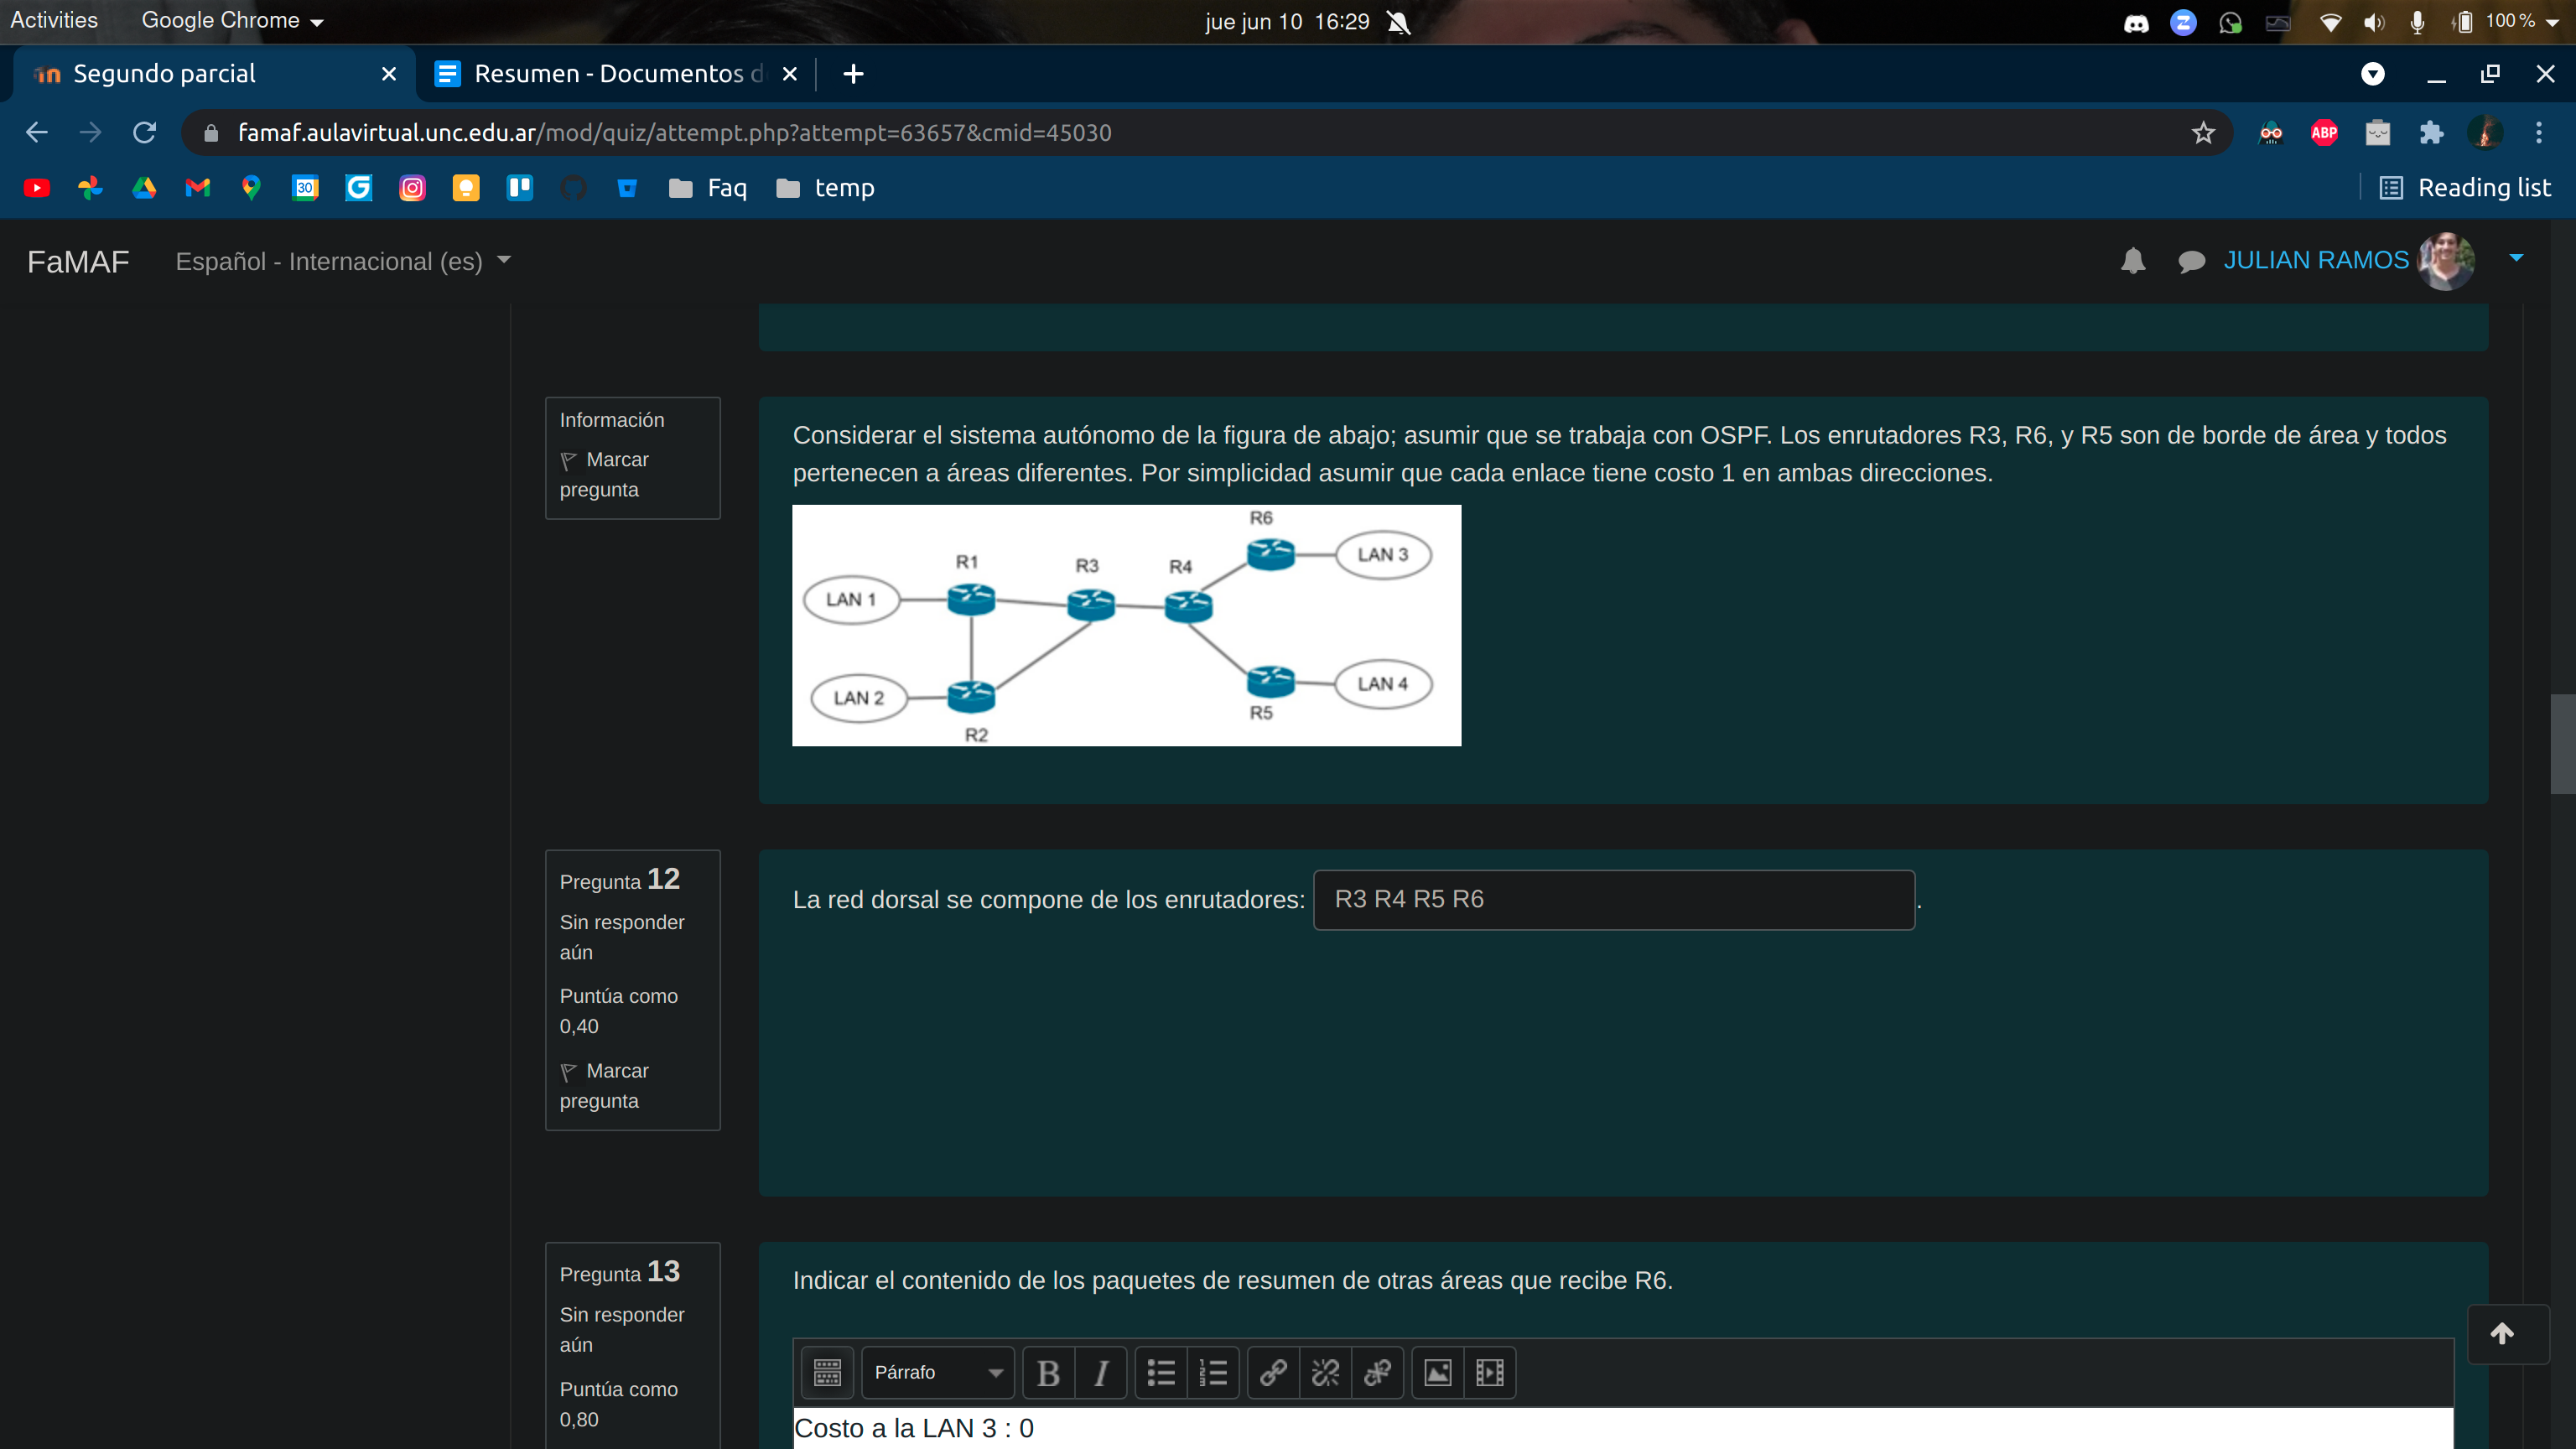 Activities Google Chrome jue jun 10 16:29 100 %
Segundo parcial Resumen - Documentos d
famaf.aulavirtual.unc.edu.ar/mod/quiz/attempt.php?attempt=63657&cmid=45030 ABP
30 Faq temp Reading list
FaMAF Español - Internacional (es) JULIAN RAMOS
Información
Marcar
pregunta
Considerar el sistema autónomo de la figura de abajo; asumir que se trabaja con OSPF. Los enrutadores R3, R6, y R5 son de borde de área y todos
pertenecen a áreas diferentes. Por simplicidad asumir que cada enlace tiene costo 1 en ambas direcciones.
R6
R1 R3 R4 LAN 3
LAN 1
LAN 2 LAN 4
R2 R5
Pregunta 12
Sin responder
aún
Puntúa como
0,40
Marcar
pregunta
La red dorsal se compone de los enrutadores: R3 R4 R5 R6 .
Pregunta 13
Sin responder
aún
Puntúa como
0,80
Indicar el contenido de los paquetes de resumen de otras áreas que recibe R6.
Párrafo B I
Costo a la LAN 3 : 0